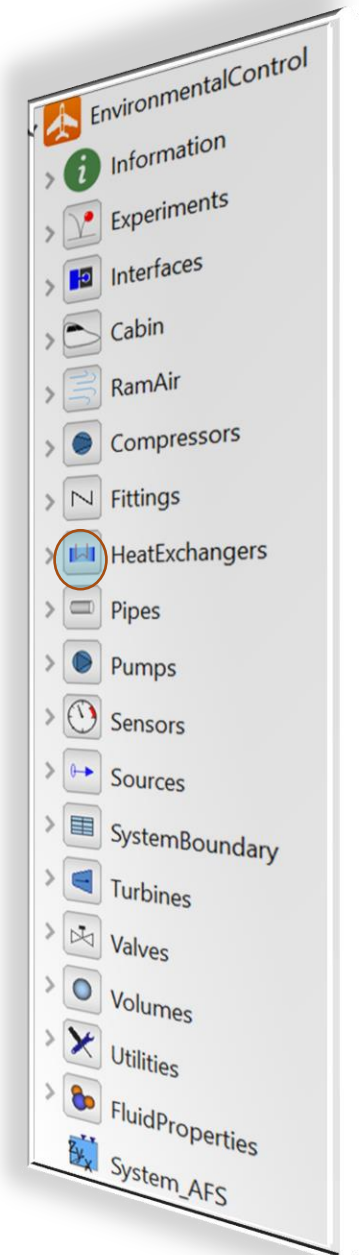 EnvironmentalControl
Information
Experiments
Interfaces
Cabin
RamAir
Compressors
Fittings
HeatExchangers
Pipes
Pumps
Sensors
Sources
SystemBoundary
Turbines
Valves
Volumes
Utilities
FluidProperties
System_AFS